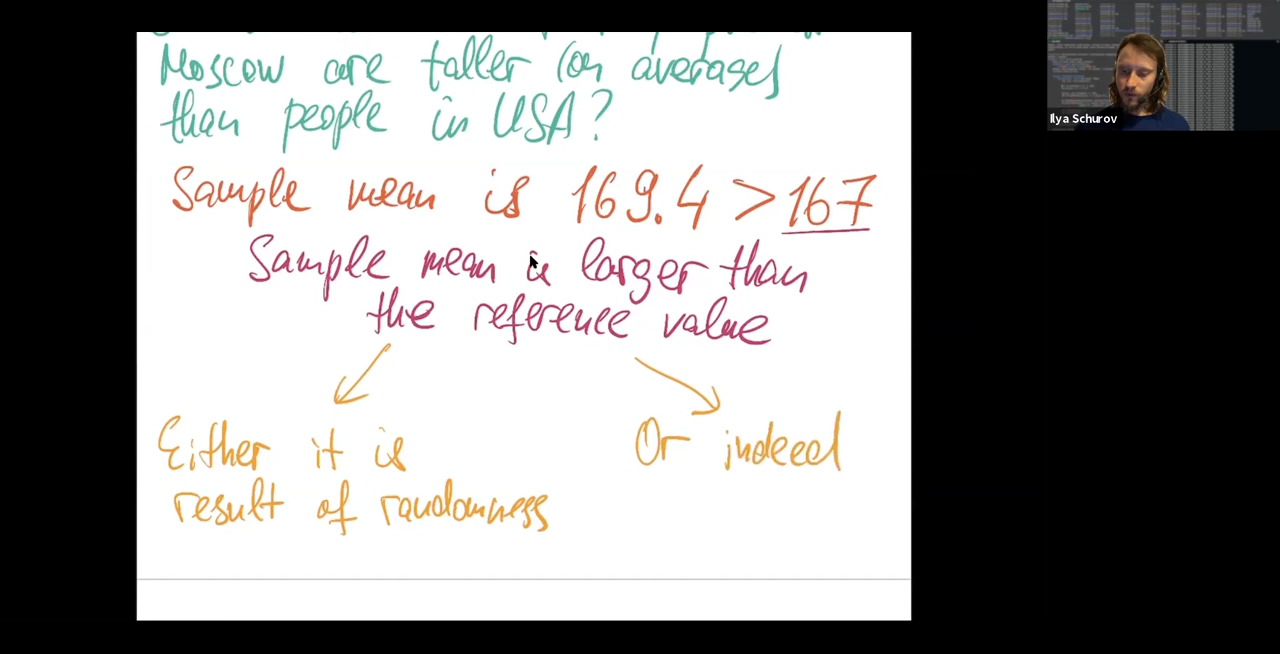 Moscow are taller (on averages
than people in USA?
Sample mean is 169.4 > 167
Sample mean is larger than
the reference value
Either it is
result of randomness
Or indeed
Ilya Schurov